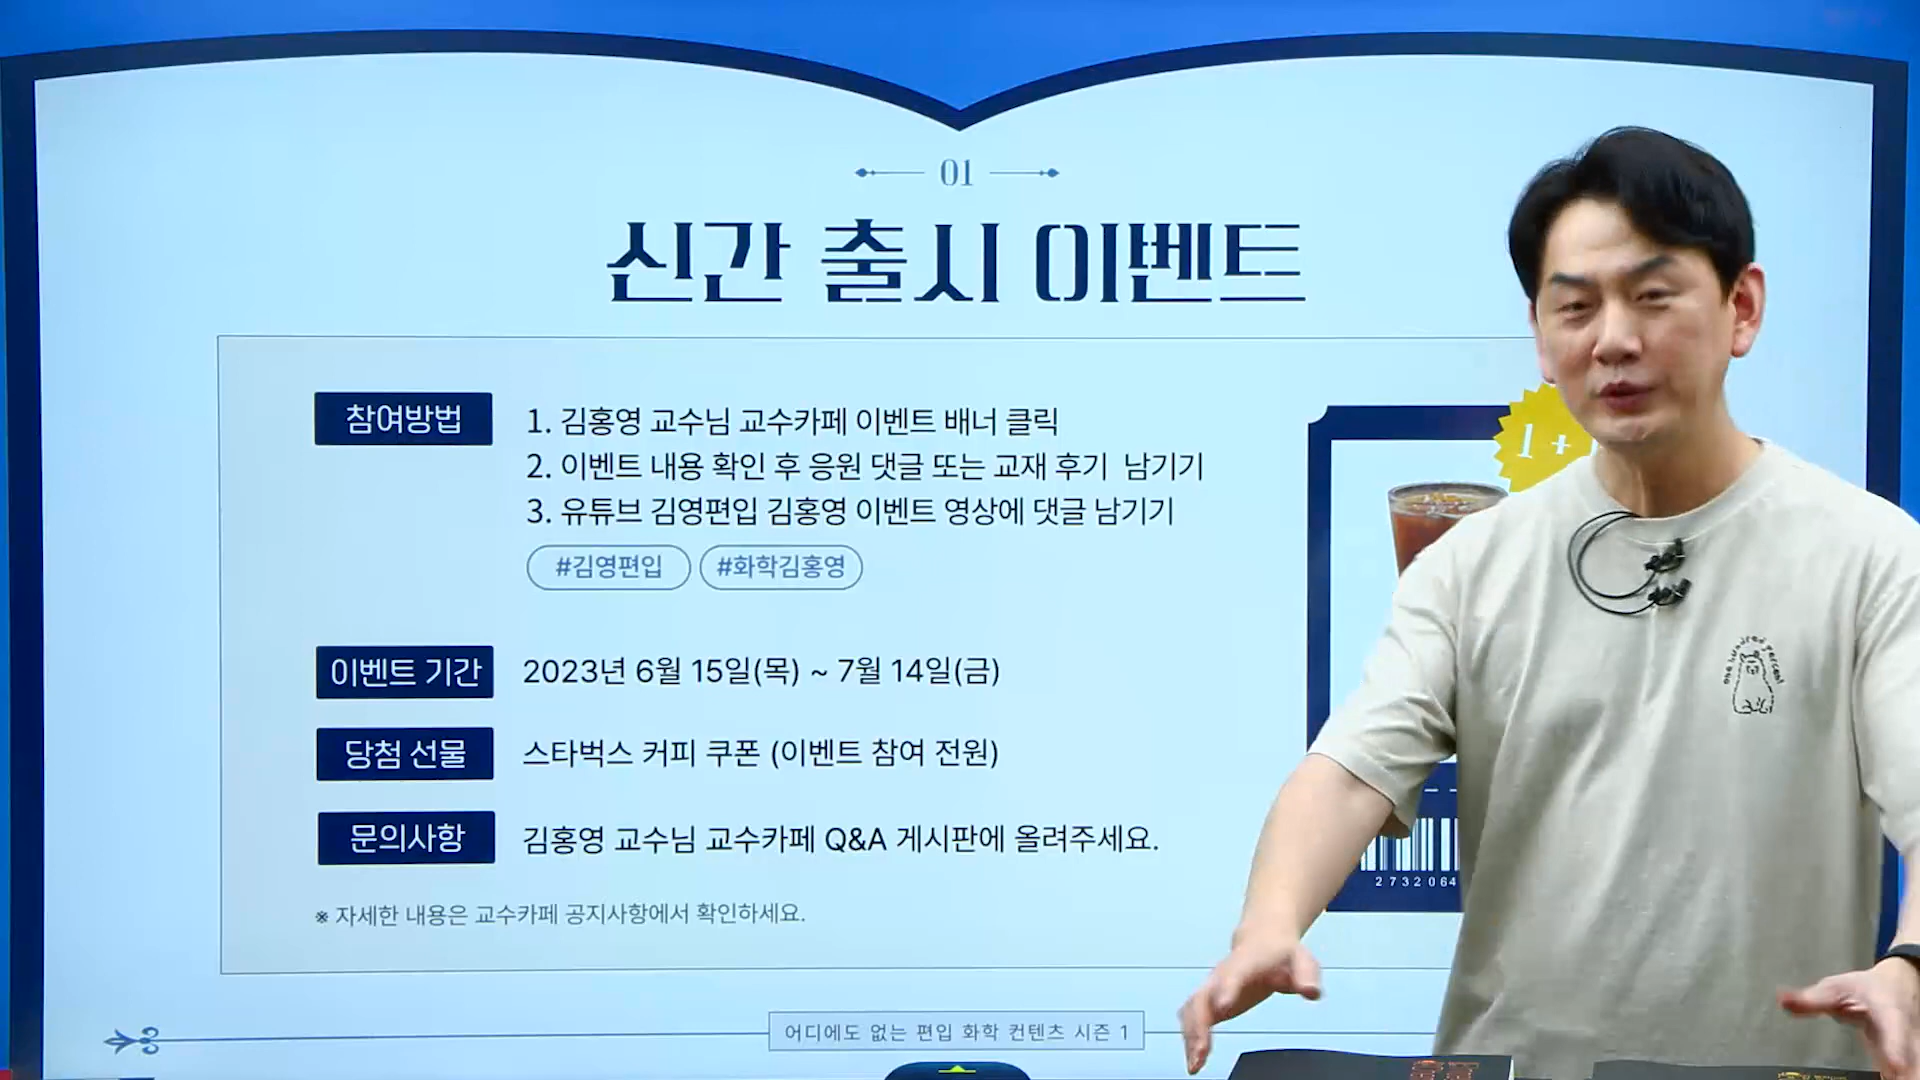 01
신간 출시 이벤트
참여방법
1. 김홍영 교수님 교수카페 이벤트 배너 클릭
2. 이벤트 내용 확인 후 응원 댓글 또는 교재 후기 남기기
3. 유튜브 김영편입 김홍영 이벤트 영상에 댓글 남기기
#김영편입 #화학김홍영
이벤트 기간
2023년 6월 15일(목) ~ 7월 14일(금)
당첨 선물
스타벅스 커피 쿠폰 (이벤트 참여 전원)
문의사항
김홍영 교수님 교수카페 Q&A 게시판에 올려주세요.
※ 자세한 내용은 교수카페 공지사항에서 확인하세요.
어디에도 없는 편입 화학 컨텐츠 시즌 1
1+
2732064
one hundred percent